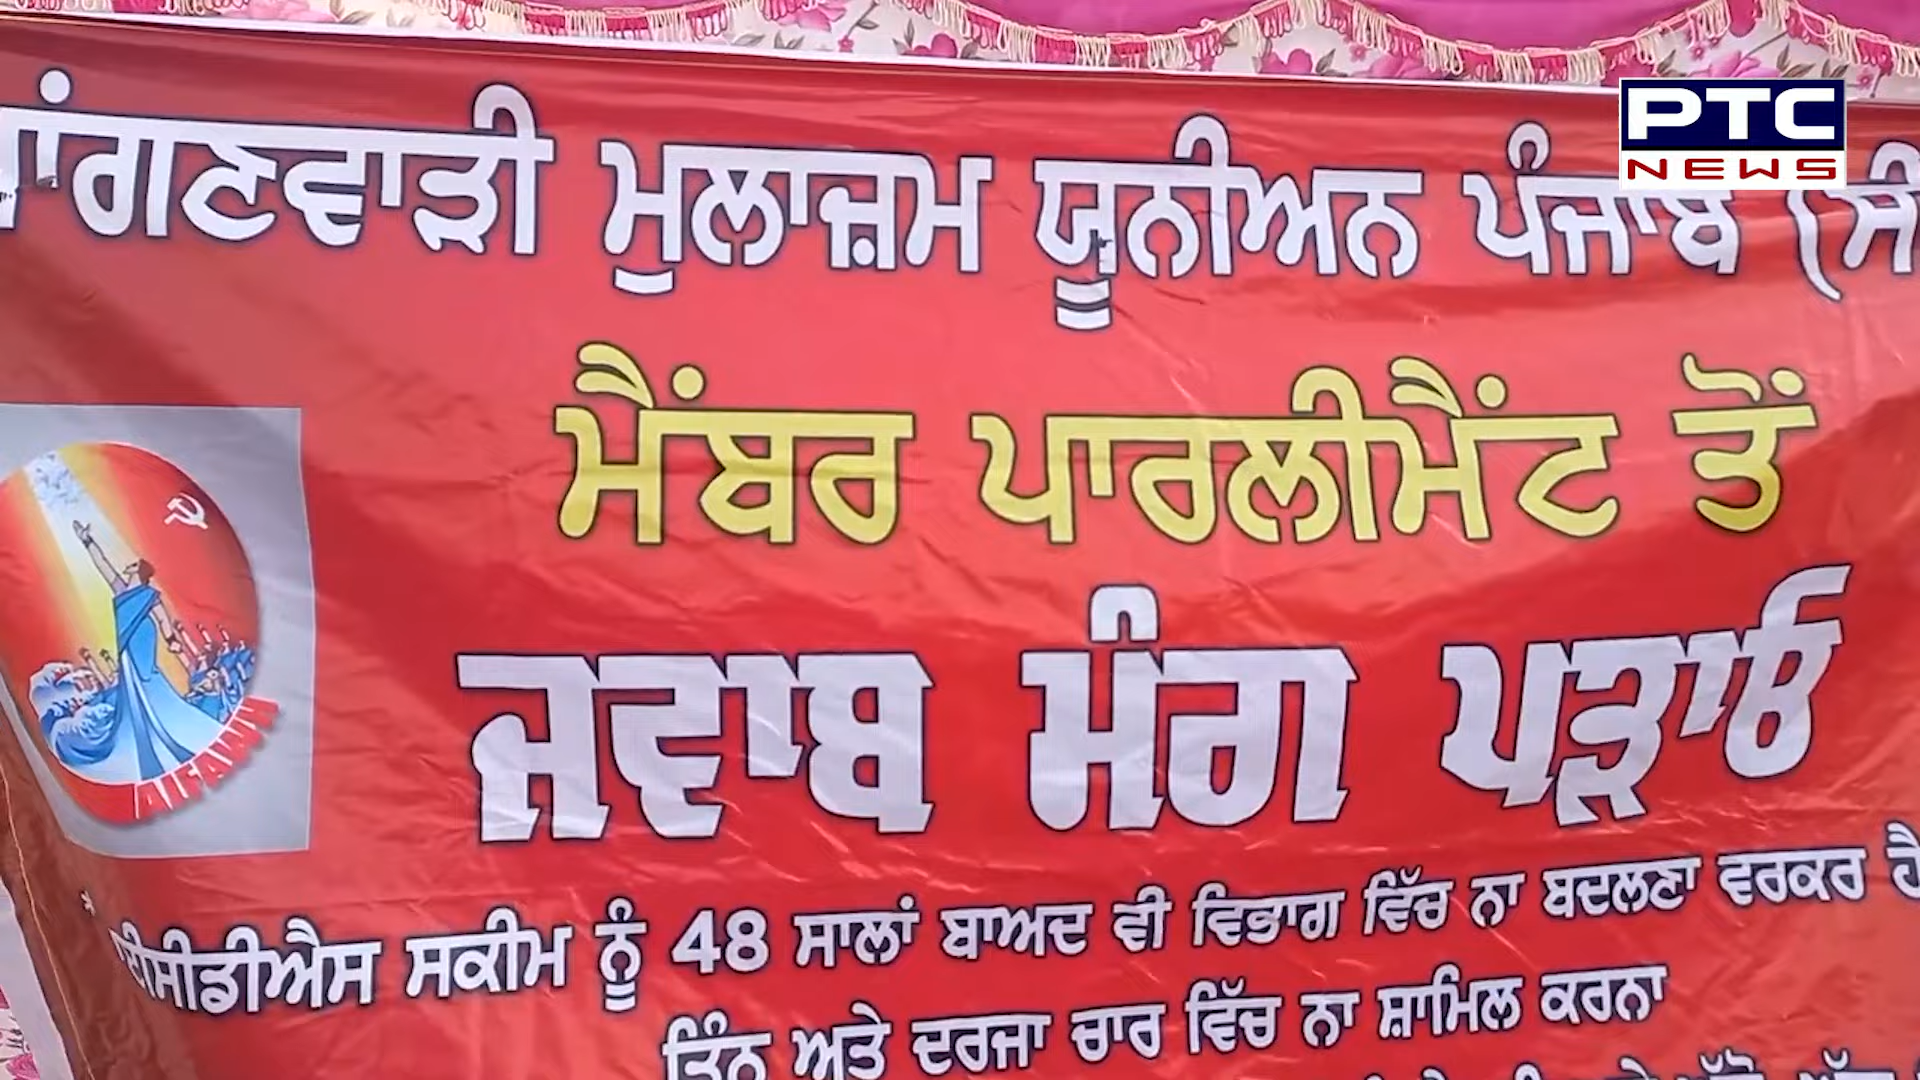 PTC
NEWS
ਆਂਗਣਵਾੜੀ ਮੁਲਾਜ਼ਮ ਯੂਨੀਅਨ ਪੰਜਾਬ
ਮੈਂਬਰ ਪਾਰਲੀਮੈਂਟ ਤੋਂ
ਜਵਾਬ ਮੰਗ ਪੜਾਓ
AIFAWH
ਸਕੀਮ ਨੂੰ 48 ਸਾਲਾਂ ਬਾਅਦ ਵੀ ਵਿਭਾਗ ਵਿੱਚ ਨਾ ਬਦਲਣਾ ਵਰਕਰ
ਤਿੰਨ ਅਤੇ ਦਰਜਾ ਚਾਰ ਵਿੱਚ ਨਾ ਸ਼ਾਮਿਲ ਕਰਨਾ